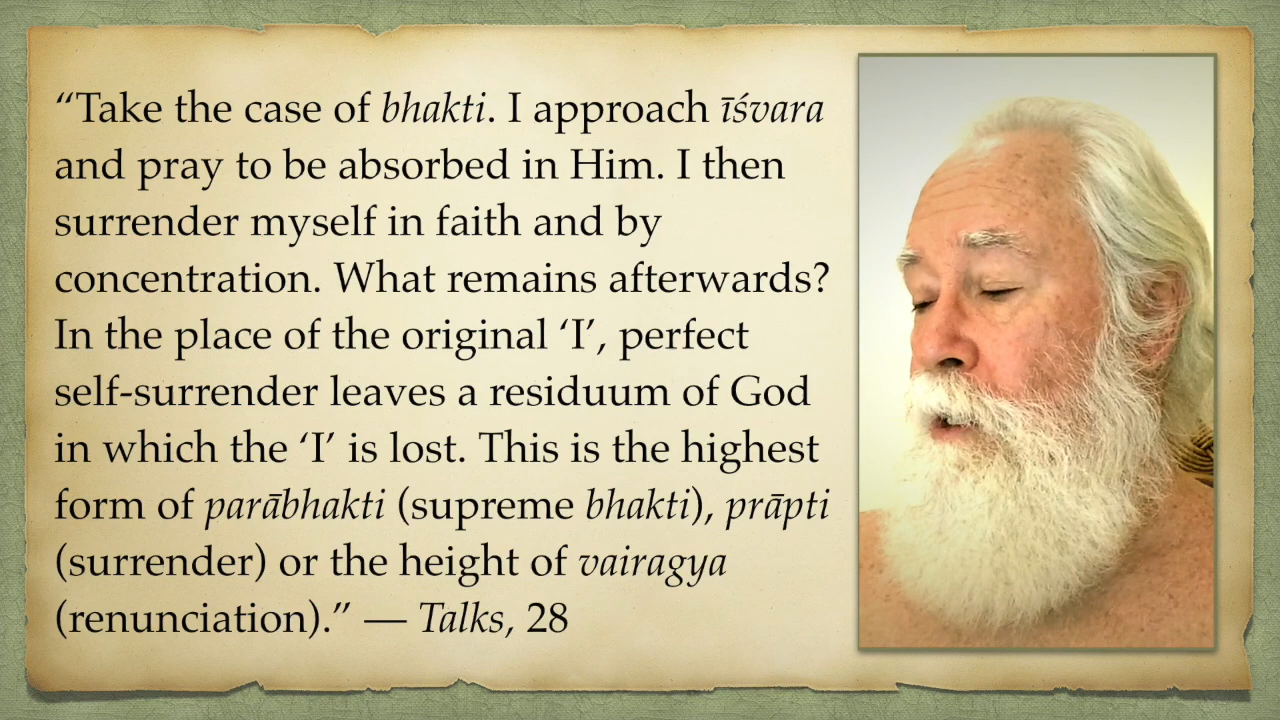 “Take the case of bhakti. I approach īśvara
and pray to be absorbed in Him. I then
surrender myself in faith and by
concentration. What remains afterwards?
In the place of the original ‘I’, perfect
self-surrender leaves a residuum of God
in which the ‘I’ is lost. This is the highest
form of parābhakti (supreme bhakti), prāpti
(surrender) or the height of vairagya
(renunciation).” — Talks, 28